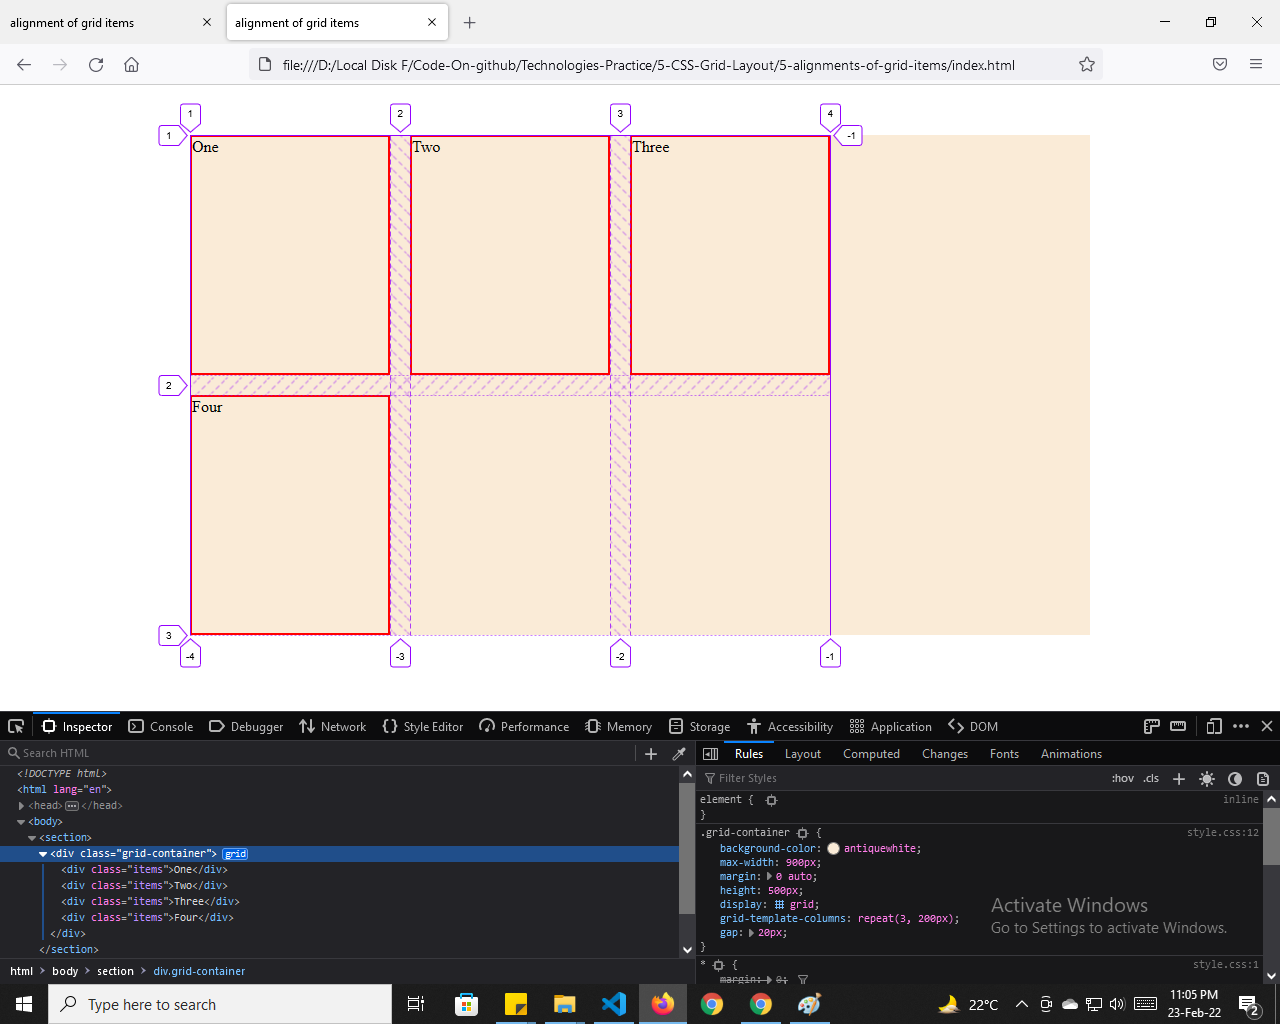 alignment of grid items
alignment of grid items
file:///D:/Local Disk F/Code-On-github/Technologies-Practice/5-CSS-Grid-Layout/5-alignments-of-grid-items/index.html
1 2 3 4
1 -1
One Two Three
2
Four
3
-4 -3 -2 -1
Inspector Console Debugger Network Style Editor Performance Memory Storage Accessibility Application DOM
Search HTML
<!DOCTYPE html>
<html lang="en">
<head></head>
<body>
<section>
<div class="grid-container"> grid
<div class="items">One</div>
<div class="items">Two</div>
<div class="items">Three</div>
<div class="items">Four</div>
</div>
</section>
html body section div.grid-container
Rules Layout Computed Changes Fonts Animations
Filter Styles :hov .cls
element { inline
}
.grid-container { style.css:12
background-color: antiquewhite;
max-width: 900px;
margin: 0 auto;
height: 500px;
display: grid;
grid-template-columns: repeat(3, 200px);
gap: 20px;
}
* { style.css:1
margin: 0;
Activate Windows
Go to Settings to activate Windows.
Type here to search
22°C
11:05 PM
23-Feb-22
2